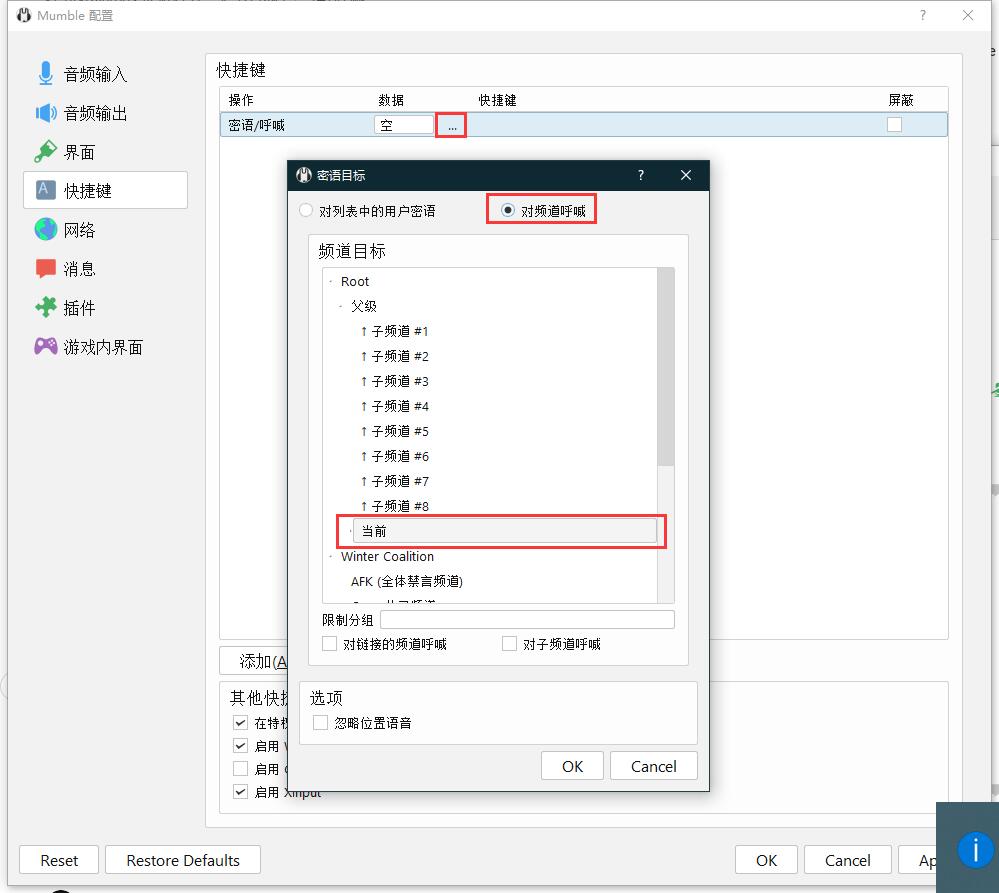 Mumble 配置
?
音频输入
音频输出
界面
快捷键
网络
消息
插件
游戏内界面
快捷键
操作 数据 快捷键 屏蔽
密语/呼喊 空 ...
密语目标 ?
对列表中的用户密语 对频道呼喊
频道目标
Root
父级
↑ 子频道 #1
↑ 子频道 #2
↑ 子频道 #3
↑ 子频道 #4
↑ 子频道 #5
↑ 子频道 #6
↑ 子频道 #7
↑ 子频道 #8
当前
Winter Coalition
AFK (全体禁言频道)
限制分组
对链接的频道呼喊 对子频道呼喊
选项
忽略位置语音
OK Cancel
添加(A
其他快
在特
启用
启用
启用 Xinput
Reset Restore Defaults OK Cancel Ap